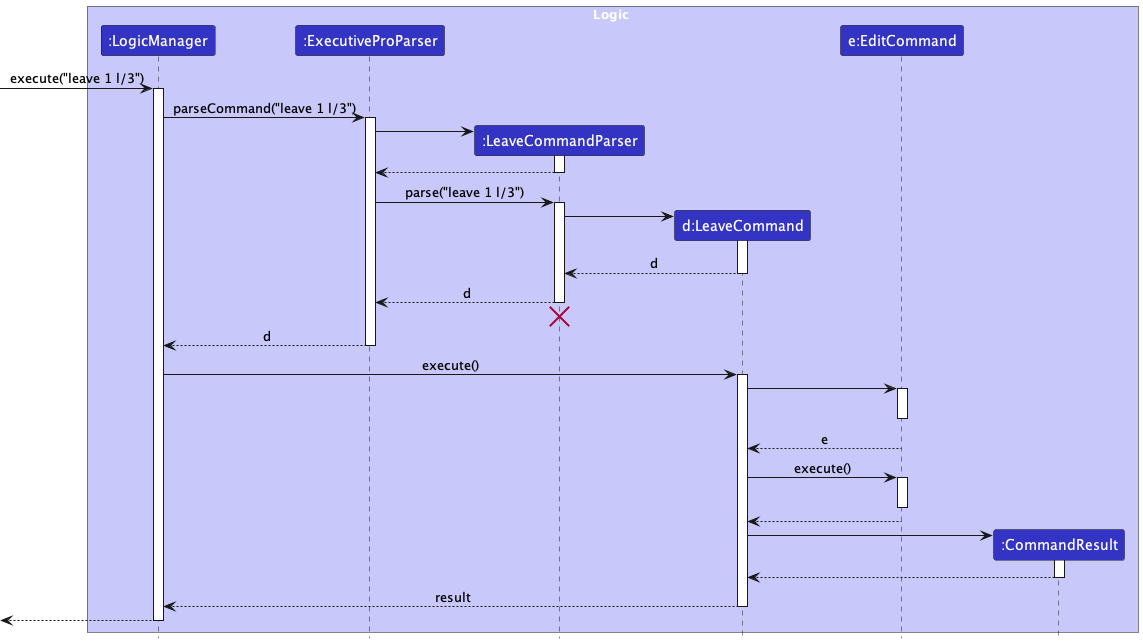 Logic
:LogicManager
:ExecutiveProParser
e:EditCommand
execute("leave 1 l/3")
parseCommand("leave 1 l/3")
:LeaveCommandParser
parse("leave 1 l/3")
d:LeaveCommand
d
d
d
execute()
e
execute()
:CommandResult
result